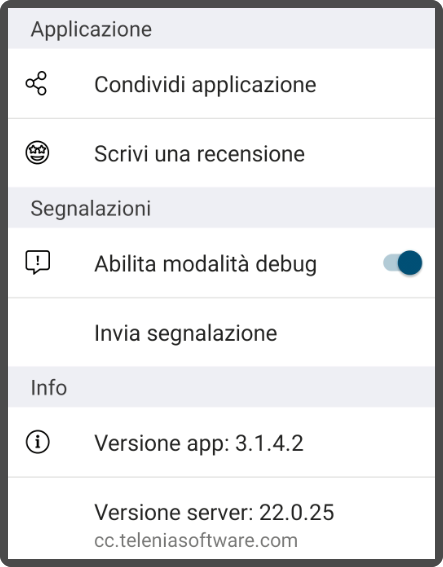 Applicazione
Condividi applicazione
Scrivi una recensione
Segnalazioni
Abilita modalità debug
Invia segnalazione
Info
Versione app: 3.1.4.2
Versione server: 22.0.25
cc.teleniasoftware.com